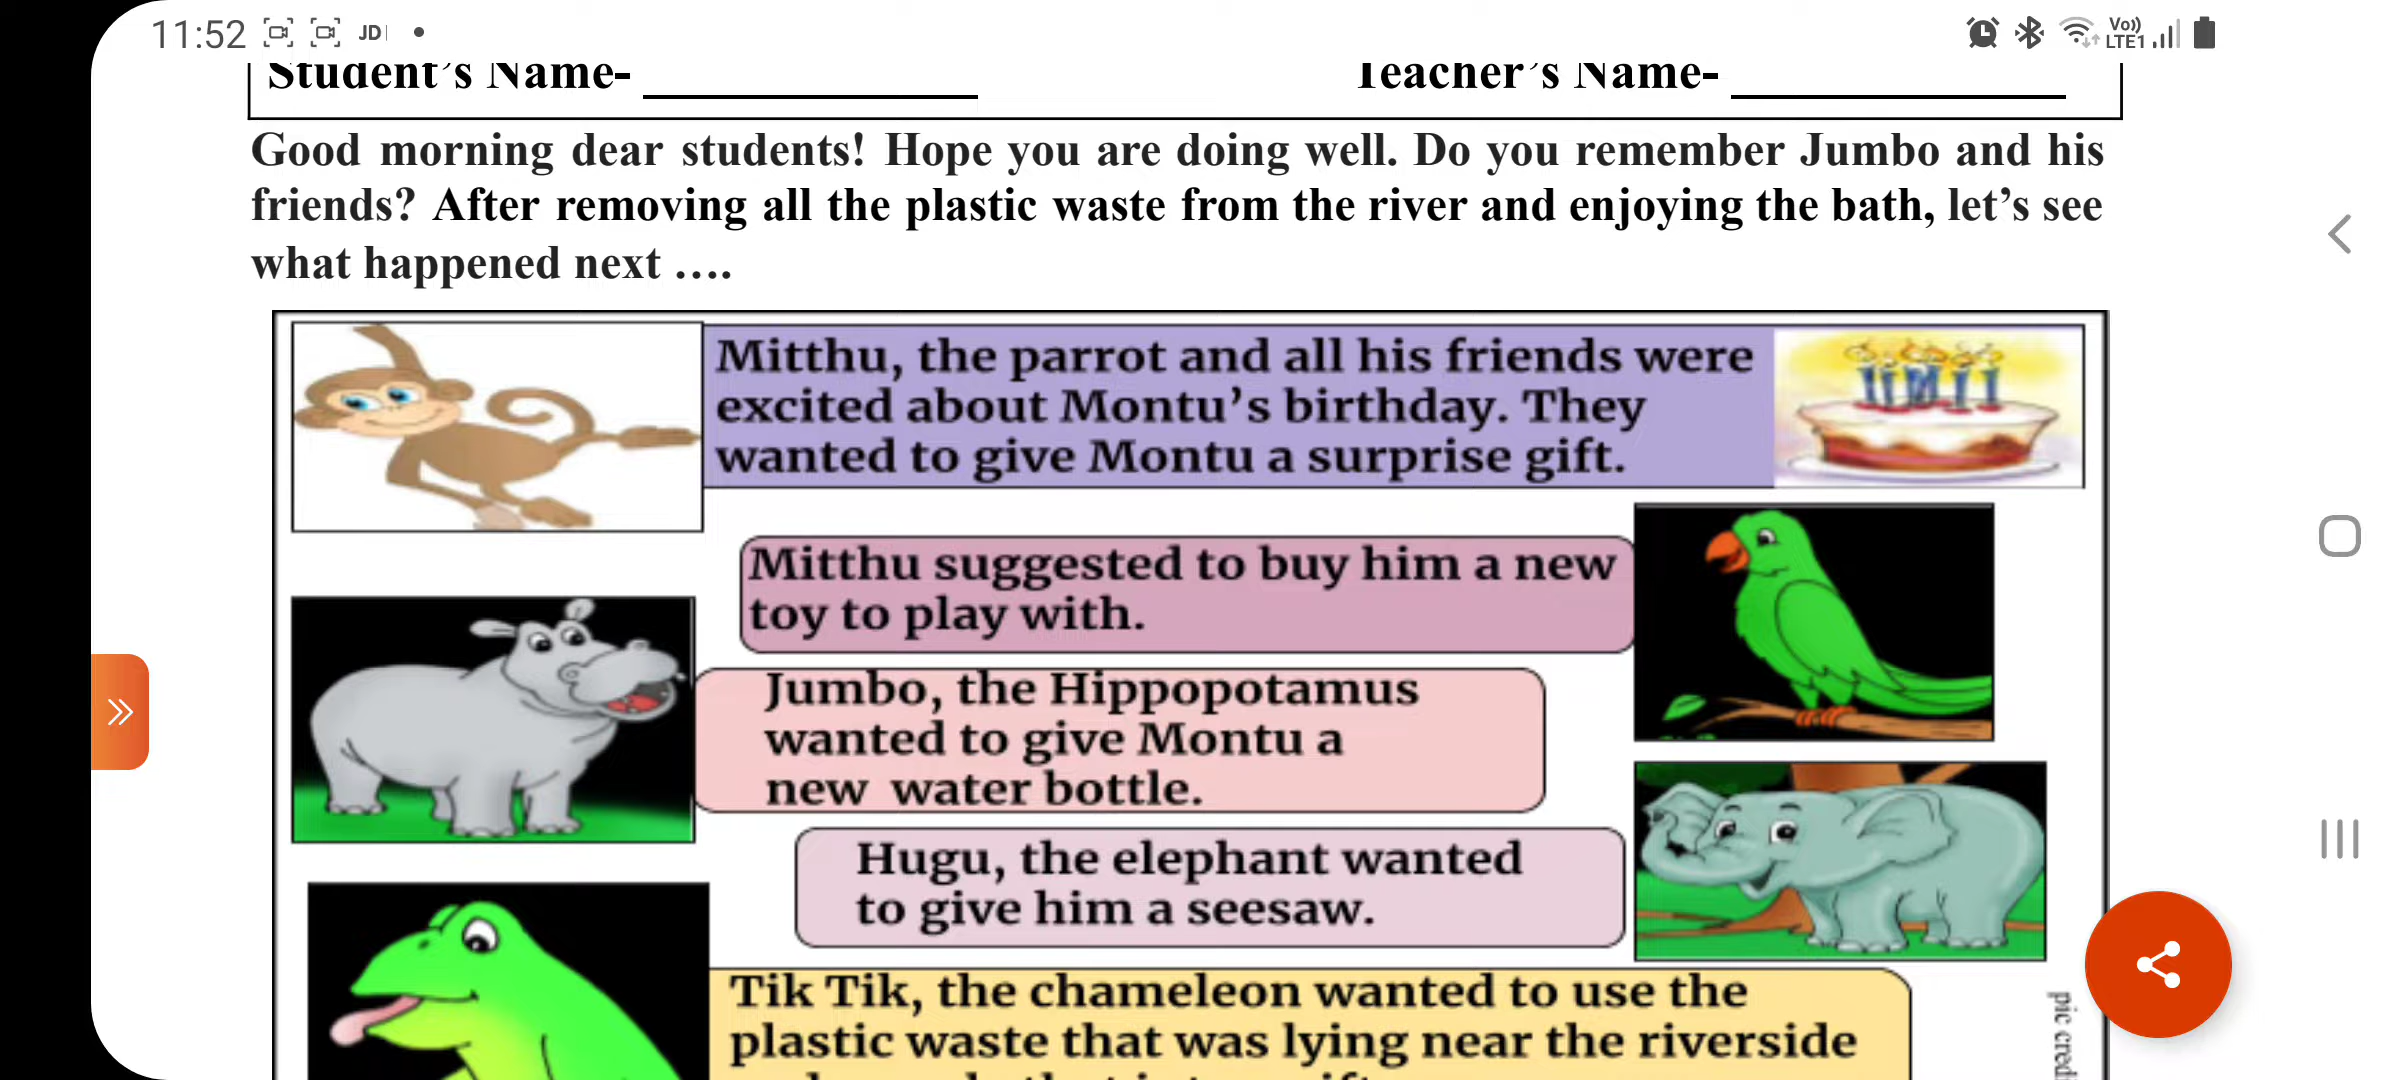 11:52 JD
Vo))
LTE1
Student’s Name- Teacher’s Name-
Good morning dear students! Hope you are doing well. Do you remember Jumbo and his
friends? After removing all the plastic waste from the river and enjoying the bath, let’s see
what happened next ....
Mitthu, the parrot and all his friends were
excited about Montu’s birthday. They
wanted to give Montu a surprise gift.
Mitthu suggested to buy him a new
toy to play with.
Jumbo, the Hippopotamus
wanted to give Montu a
new water bottle.
Hugu, the elephant wanted
to give him a seesaw.
Tik Tik, the chameleon wanted to use the
plastic waste that was lying near the riverside
pic credi